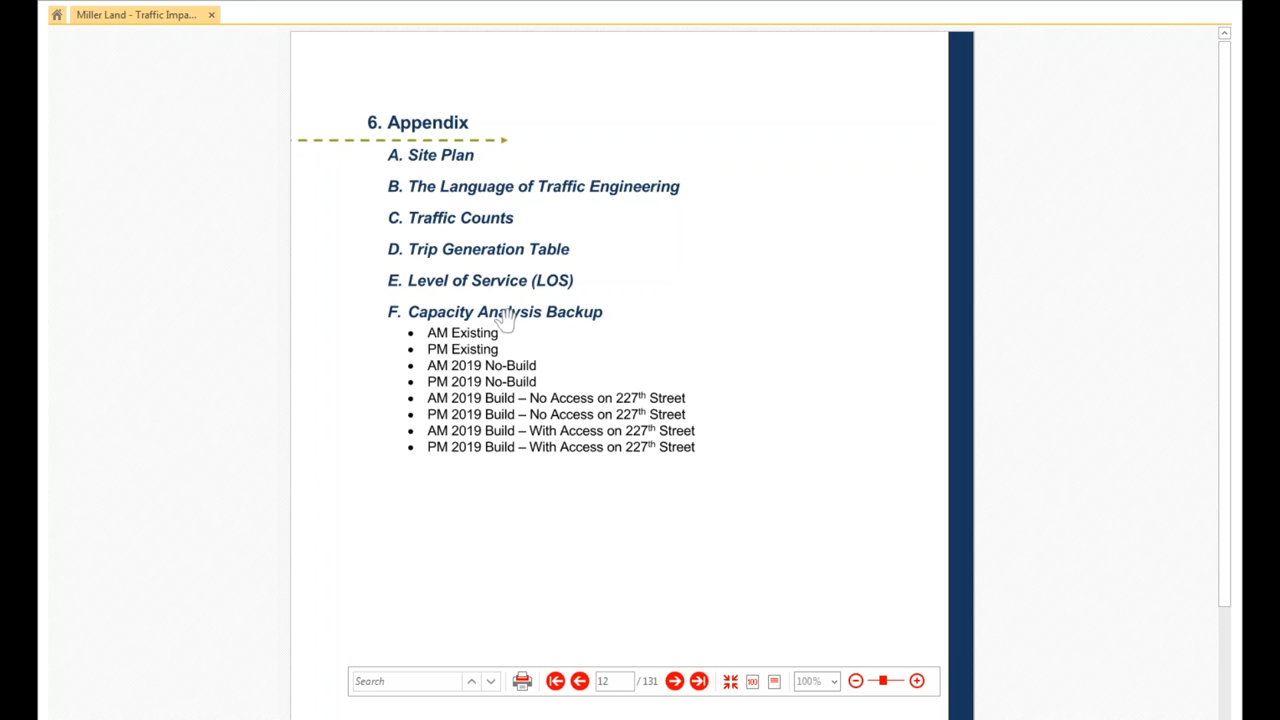 Miller Land - Traffic Impa...
6. Appendix
A. Site Plan
B. The Language of Traffic Engineering
C. Traffic Counts
D. Trip Generation Table
E. Level of Service (LOS)
F. Capacity Analysis Backup
• AM Existing
• PM Existing
• AM 2019 No-Build
• PM 2019 No-Build
• AM 2019 Build – No Access on 227th Street
• PM 2019 Build – No Access on 227th Street
• AM 2019 Build – With Access on 227th Street
• PM 2019 Build – With Access on 227th Street
Search 12 / 131 100 100%